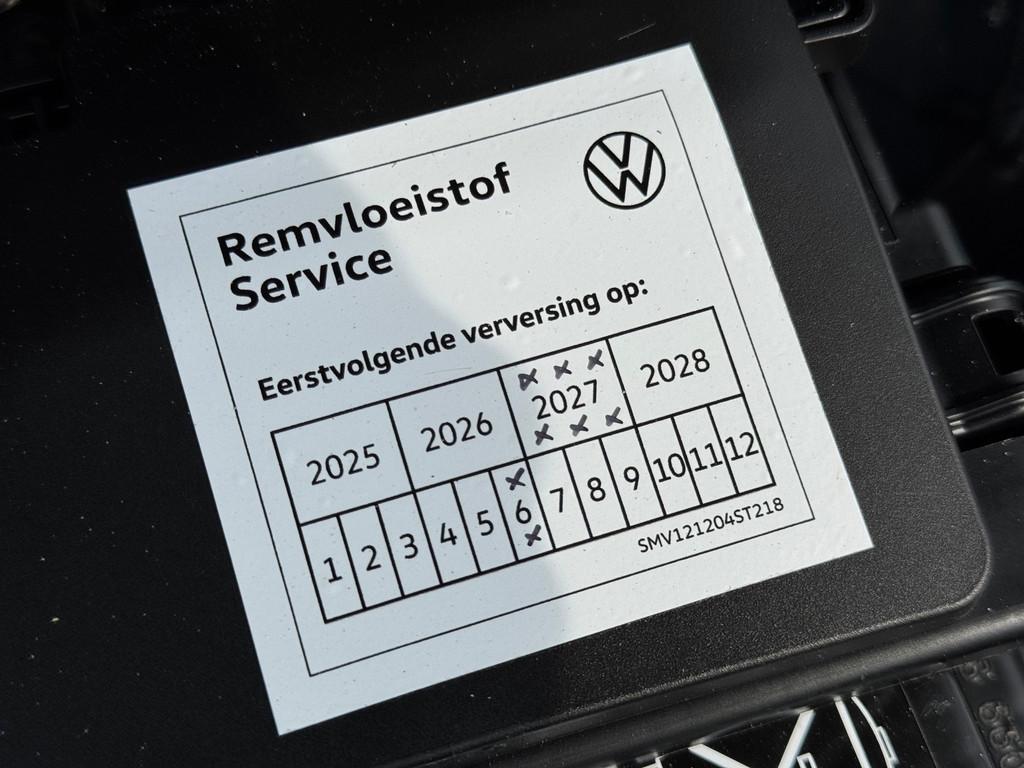 Remvloeistof
Service
Eerstvolgende verversing op:
2025 2026 2027 2028
1 2 3 4 5 6 7 8 9 10 11 12
SMV121204ST218